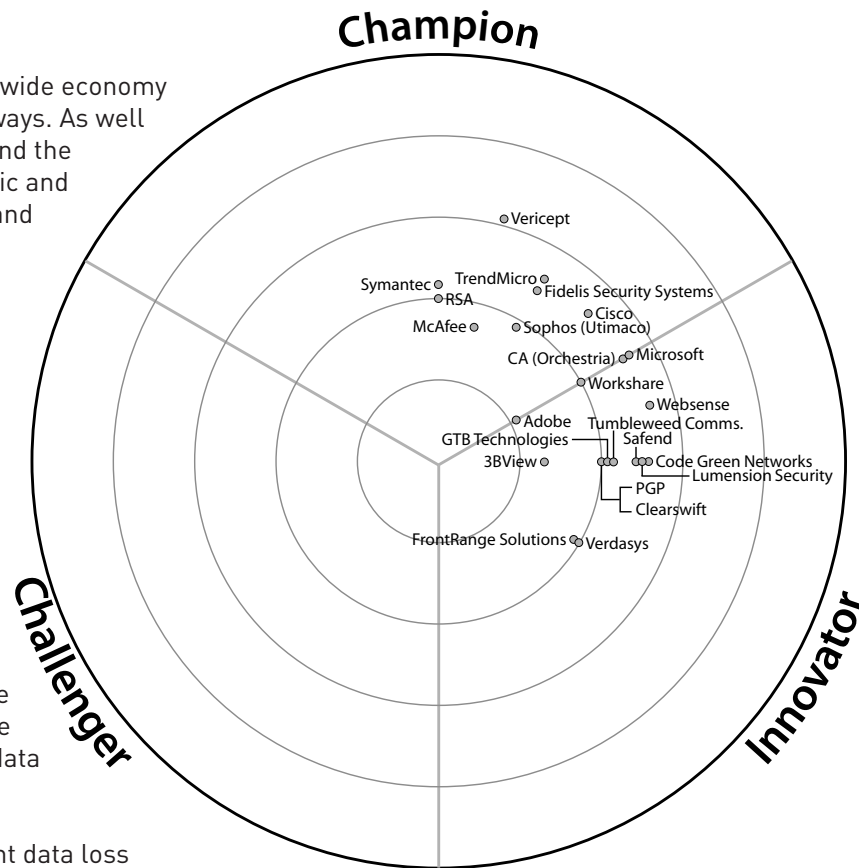 Champion
wide economy
ways. As well
nd the
ic and
and
Vericept
Symantec
TrendMicro
RSA
Fidelis Security Systems
Cisco
McAfee
Sophos (Utimaco)
CA (Orchestria)
Microsoft
Workshare
Websense
Adobe
Tumbleweed Comms.
GTB Technologies
Safend
3BView
Code Green Networks
Lumension Security
PGP
Clearswift
FrontRange Solutions
Verdasys
Challenger
Innovator
e
e
data
nt data loss